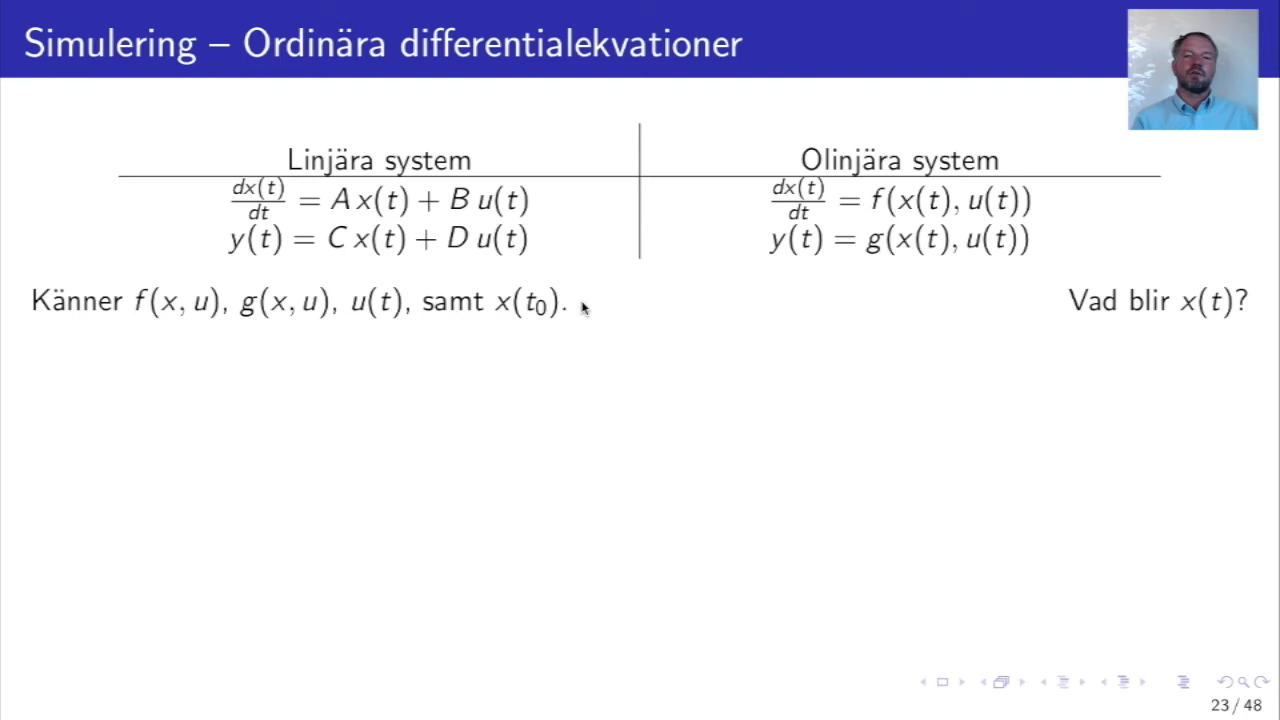 Simulering – Ordinära differentialekvationer
Linjära system
Olinjära system
dx(t)/dt = A x(t) + B u(t)
dx(t)/dt = f(x(t), u(t))
y(t) = C x(t) + D u(t)
y(t) = g(x(t), u(t))
Känner f(x, u), g(x, u), u(t), samt x(t₀).
Vad blir x(t)?
23 / 48